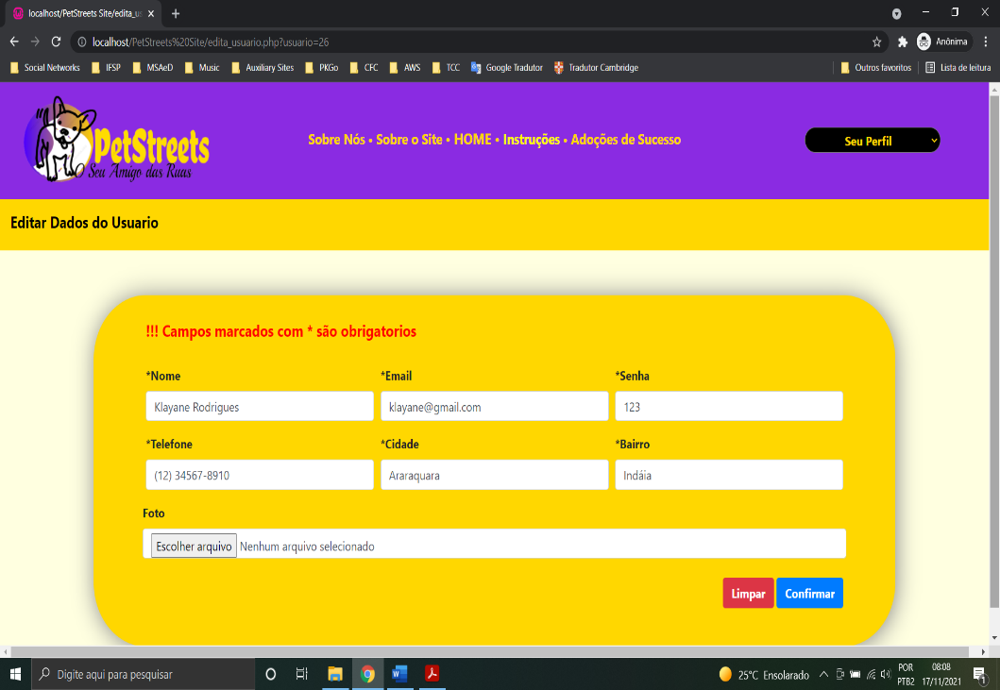 localhost/PetStreets Site/edita_us
localhost/PetStreets%20Site/edita_usuario.php?usuario=26
Anônima
Social Networks IFSP MSAeD Music Auxiliary Sites PKGo CFC AWS TCC Google Tradutor Tradutor Cambridge Outros favoritos Lista de leitura
PetStreets
O Seu Amigo das Ruas
Sobre Nós • Sobre o Site • HOME • Instruções • Adoções de Sucesso
Seu Perfil
Editar Dados do Usuario
!!! Campos marcados com * são obrigatorios
*Nome *Email *Senha
Klayane Rodrigues klayane@gmail.com 123
*Telefone *Cidade *Bairro
(12) 34567-8910 Araraquara Indáia
Foto
Escolher arquivo Nenhum arquivo selecionado
Limpar Confirmar
Digite aqui para pesquisar
25°C Ensolarado
POR
PTB2
08:08
17/11/2021
1